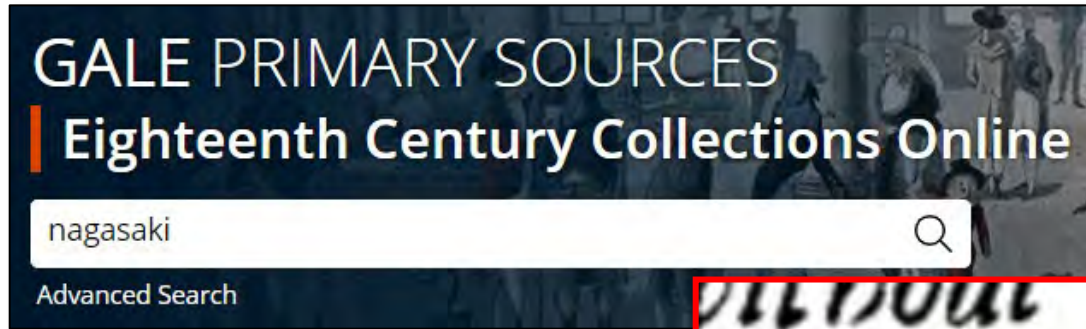 GALE PRIMARY SOURCES
Eighteenth Century Collections Online
nagasaki
Advanced Search